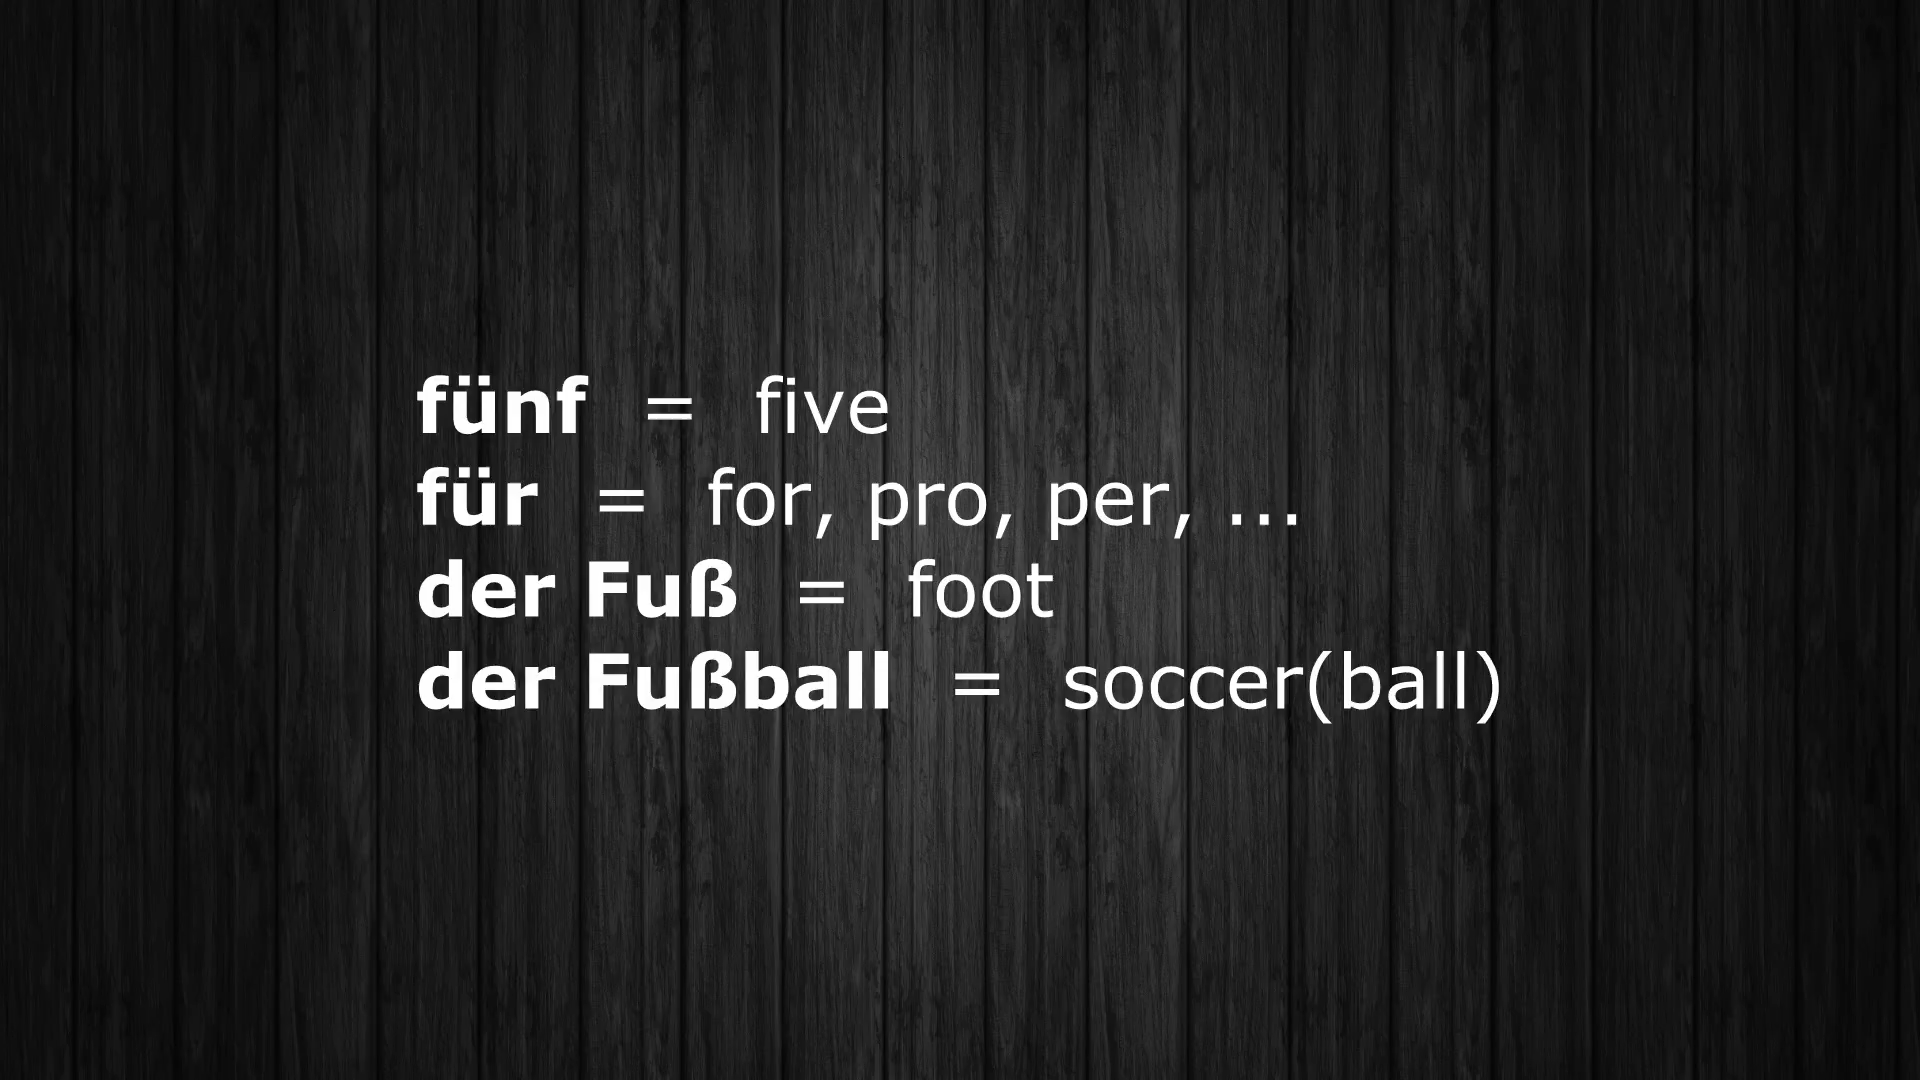 fünf = five
für = for, pro, per, ...
der Fuß = foot
der Fußball = soccer(ball)